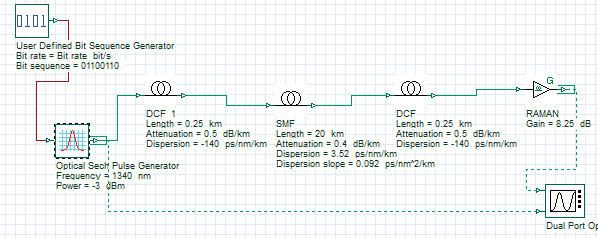 0101
User Defined Bit Sequence Generator
Bit rate = Bit rate bit/s
Bit sequence = 01100110
Optical Sech Pulse Generator
Frequency = 1340 nm
Power = -3 dBm
DCF 1
Length = 0.25 km
Attenuation = 0.5 dB/km
Dispersion = -140 ps/nm/km
SMF
Length = 20 km
Attenuation = 0.4 dB/km
Dispersion = 3.52 ps/nm/km
Dispersion slope = 0.092 ps/nm^2/km
DCF
Length = 0.25 km
Attenuation = 0.5 dB/km
Dispersion = -140 ps/nm/km
G
RAMAN
Gain = 8.25 dB
Dual Port Op